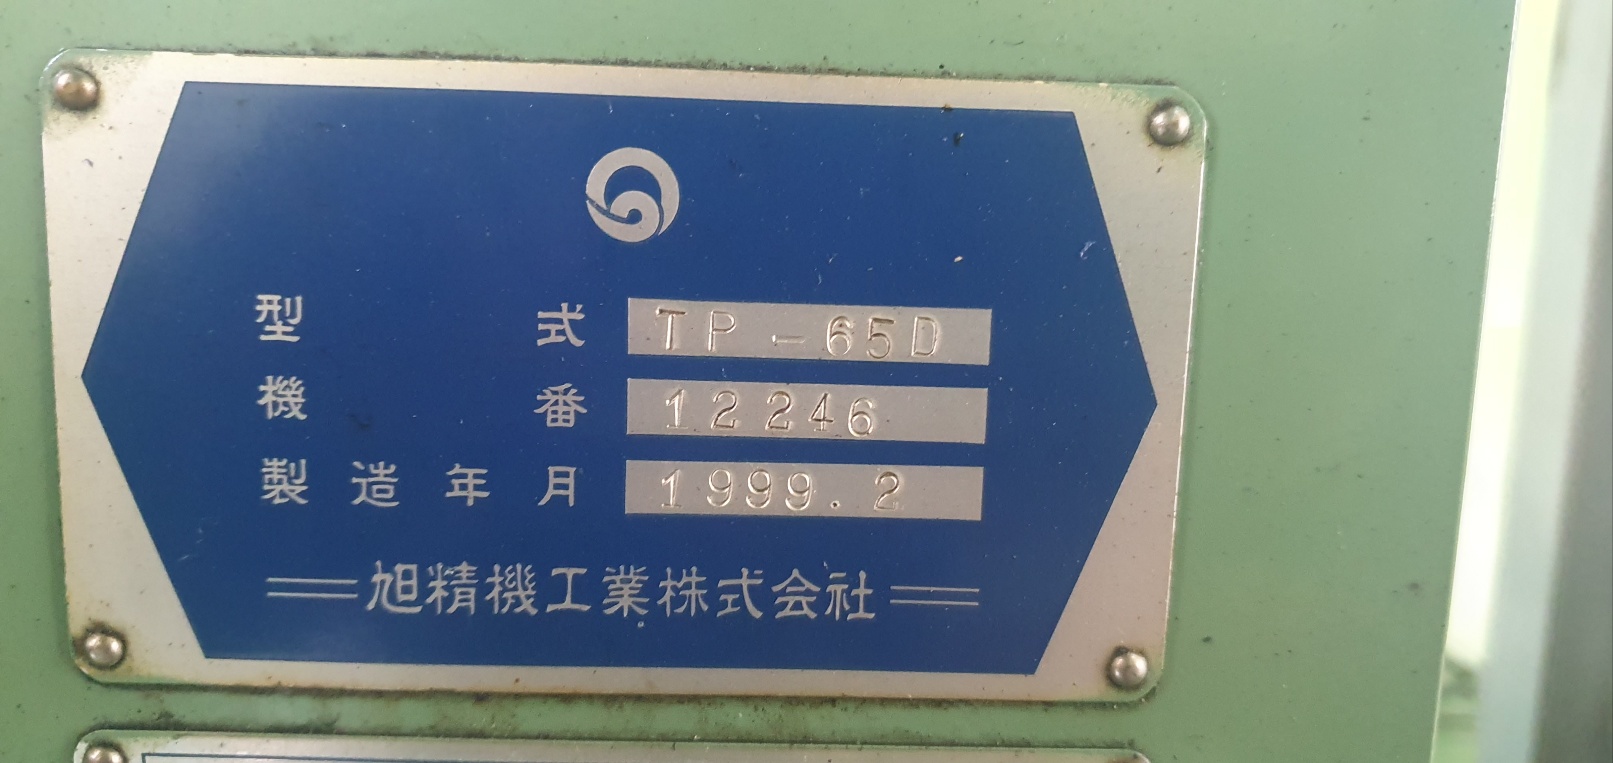 型式 TP-65D
機番 12246
製造年月 1999.2
旭精機工業株式会社